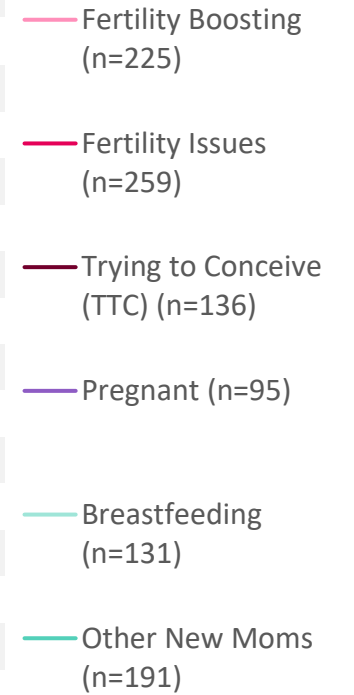 Fertility Boosting
(n=225)
Fertility Issues
(n=259)
Trying to Conceive
(TTC) (n=136)
Pregnant (n=95)
Breastfeeding
(n=131)
Other New Moms
(n=191)